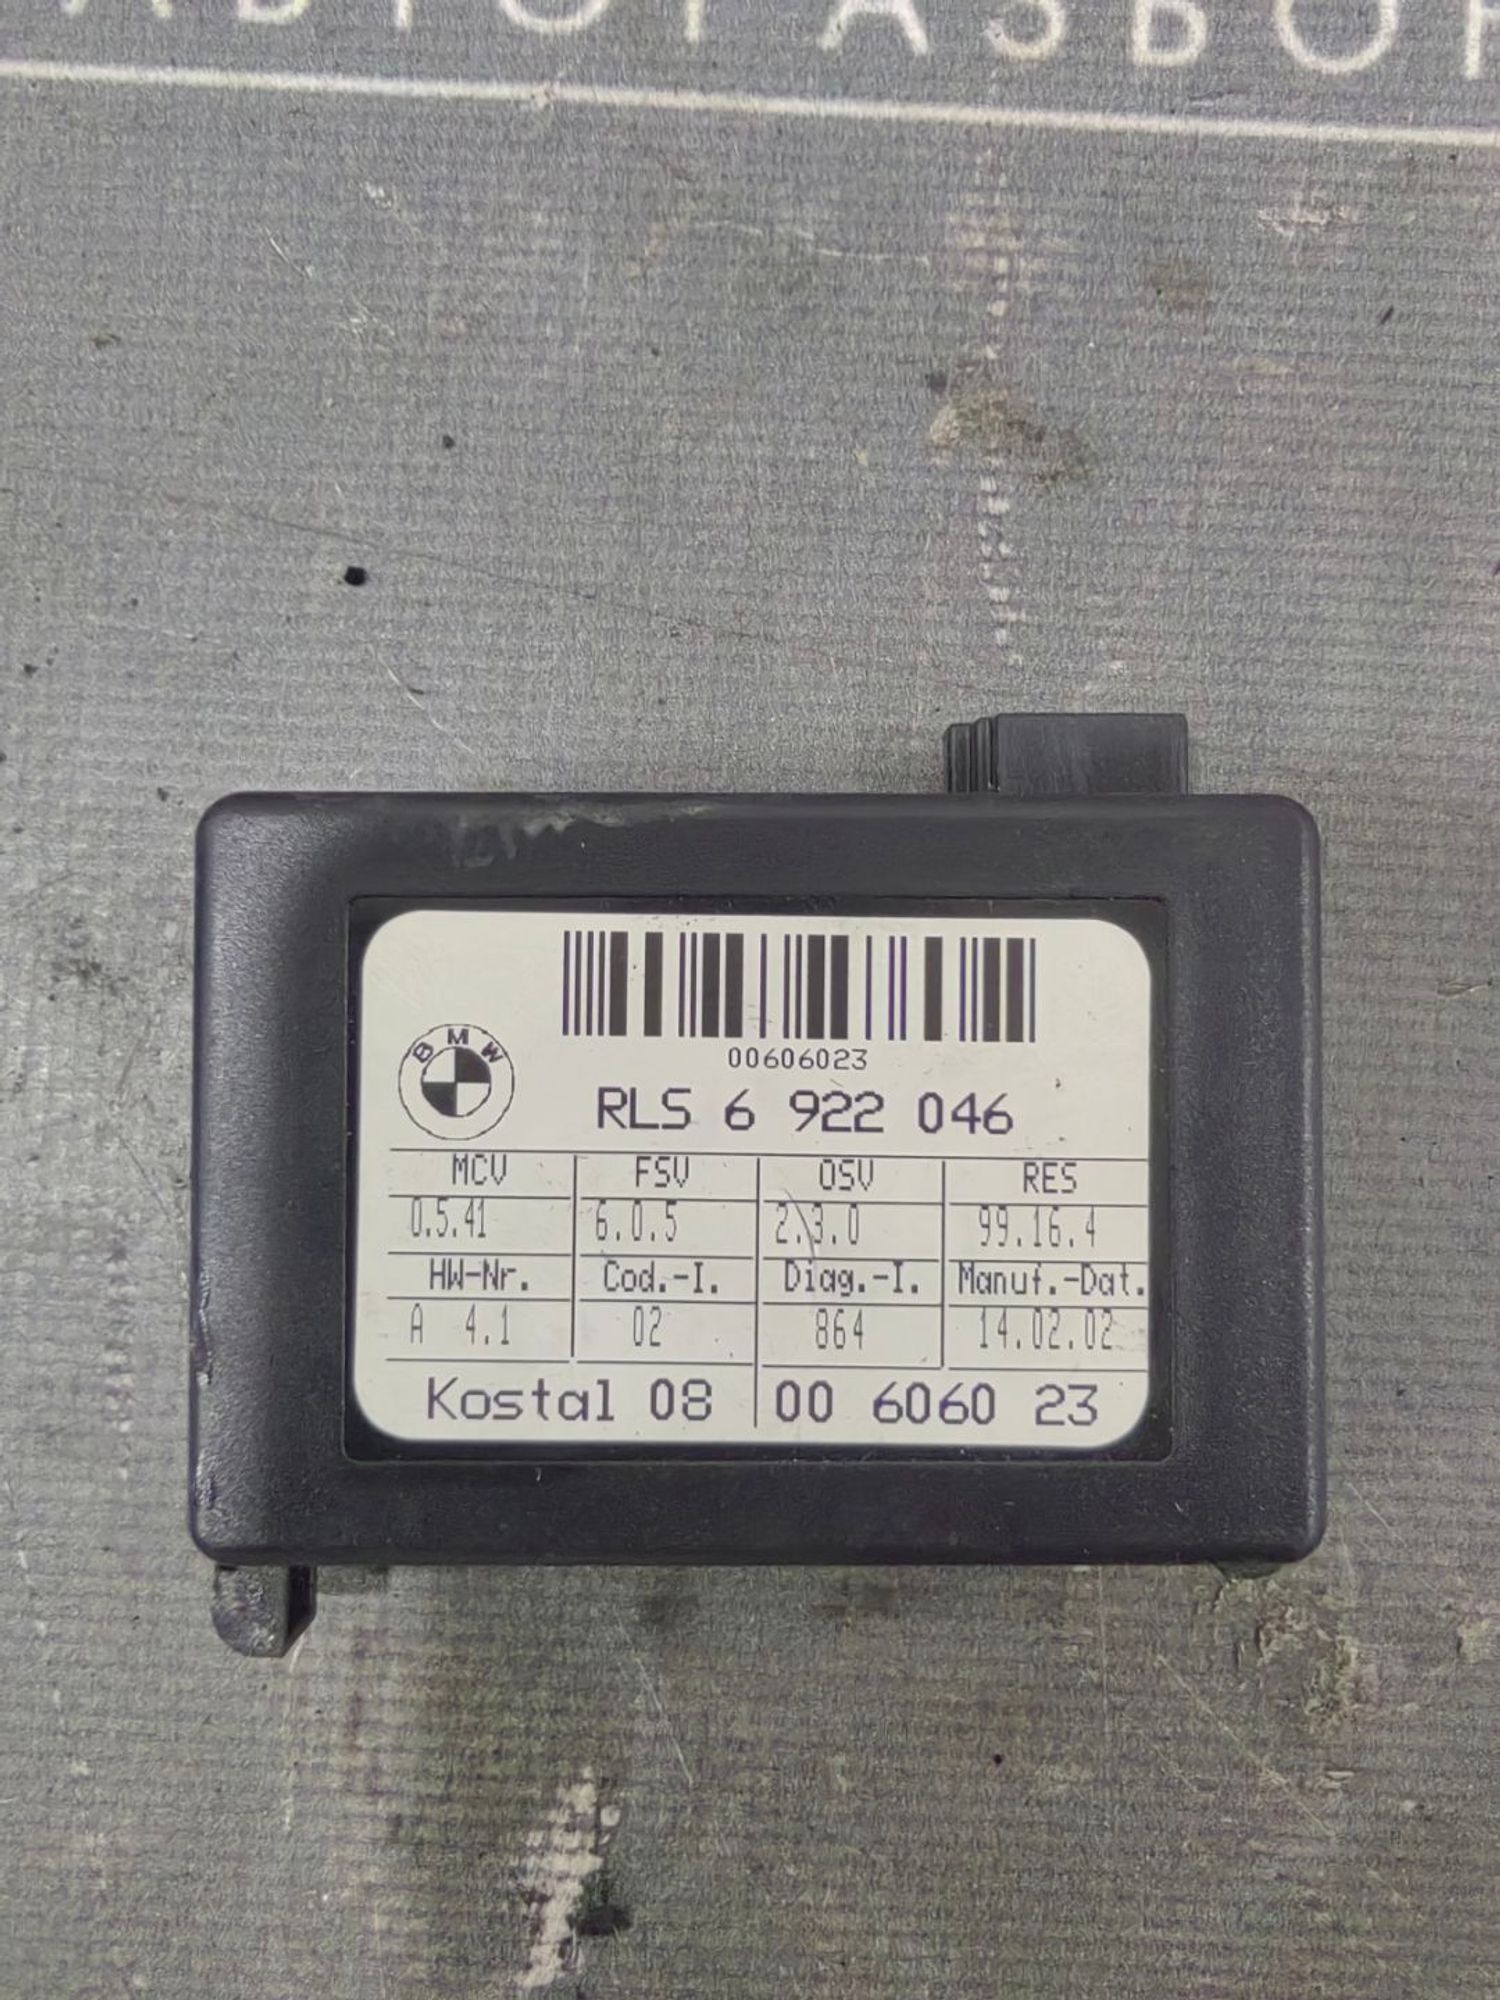 АВТОРАЗБОР
BMW
00606023
RLS 6 922 046
MCV FSV OSV RES
0.5.41 6.0.5 2.3.0 99.16.4
HW-Nr. Cod.-I. Diag.-I. Manuf.-Dat.
A 4.1 02 864 14.02.02
Kostal 08 00 6060 23